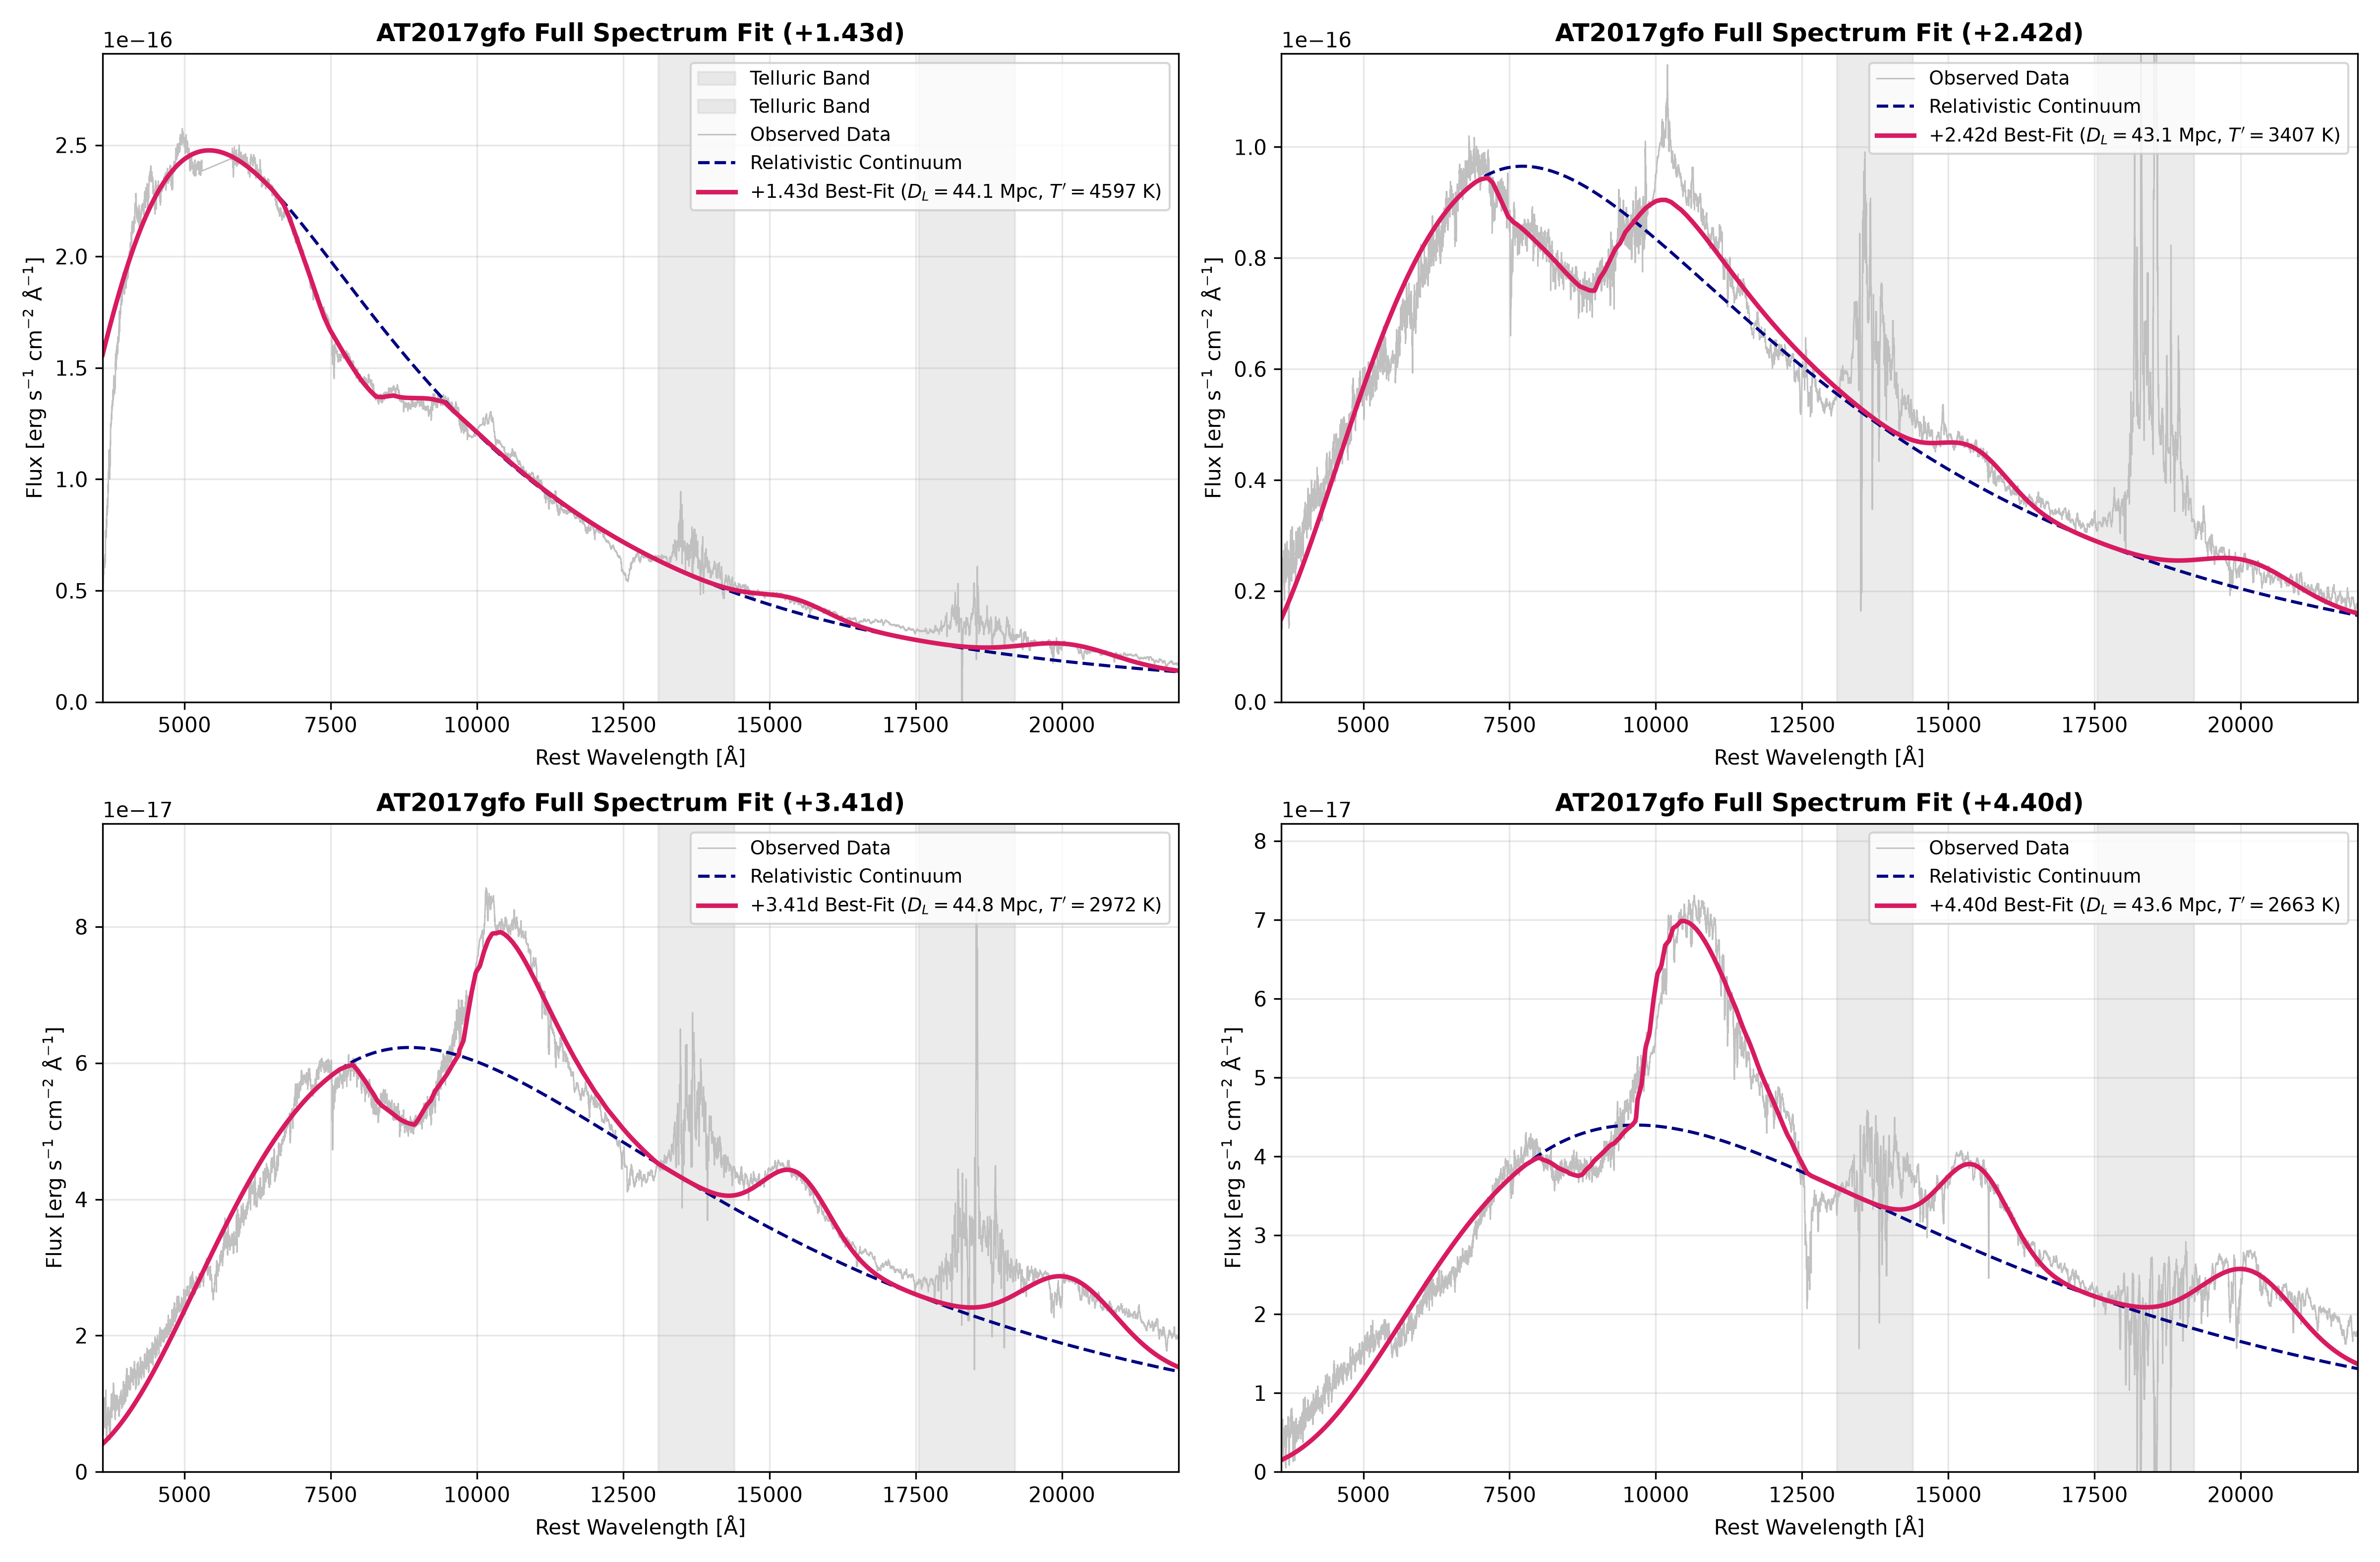 AT2017gfo Full Spectrum Fit (+1.43d)
1e−16
Telluric Band
Telluric Band
Observed Data
Relativistic Continuum
+1.43d Best-Fit (D_L = 44.1 Mpc, T′ = 4597 K)
Flux [erg s⁻¹ cm⁻² Å⁻¹]
2.5
2.0
1.5
1.0
0.5
0.0
5000 7500 10000 12500 15000 17500 20000
Rest Wavelength [Å]
AT2017gfo Full Spectrum Fit (+2.42d)
1e−16
Observed Data
Relativistic Continuum
+2.42d Best-Fit (D_L = 43.1 Mpc, T′ = 3407 K)
Flux [erg s⁻¹ cm⁻² Å⁻¹]
1.0
0.8
0.6
0.4
0.2
0.0
5000 7500 10000 12500 15000 17500 20000
Rest Wavelength [Å]
AT2017gfo Full Spectrum Fit (+3.41d)
1e−17
Observed Data
Relativistic Continuum
+3.41d Best-Fit (D_L = 44.8 Mpc, T′ = 2972 K)
Flux [erg s⁻¹ cm⁻² Å⁻¹]
8
6
4
2
0
5000 7500 10000 12500 15000 17500 20000
Rest Wavelength [Å]
AT2017gfo Full Spectrum Fit (+4.40d)
1e−17
Observed Data
Relativistic Continuum
+4.40d Best-Fit (D_L = 43.6 Mpc, T′ = 2663 K)
Flux [erg s⁻¹ cm⁻² Å⁻¹]
8
7
6
5
4
3
2
1
0
5000 7500 10000 12500 15000 17500 20000
Rest Wavelength [Å]